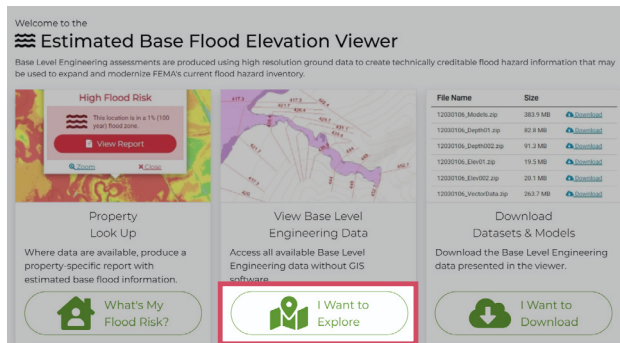 Welcome to the
Estimated Base Flood Elevation Viewer
Base Level Engineering assessments are produced using high resolution ground data to create technically creditable flood hazard information that may
be used to expand and modernize FEMA's current flood hazard inventory.
High Flood Risk
This location is in a 1% (100
year) flood zone.
View Report
Zoom
Close
Property
Look Up
Where data are available, produce a
property-specific report with
estimated base flood information.
What's My
Flood Risk?
View Base Level
Engineering Data
Access all available Base Level
Engineering data without GIS
software.
I Want to
Explore
File Name Size
12030106_Models.zip 383.9 MB Download
12030106_Depth01.zip 82.8 MB Download
12030106_Depth002.zip 91.3 MB Download
12030106_Elev01.zip 19.5 MB Download
12030106_Elev002.zip 20.1 MB Download
12030106_VectorData.zip 263.7 MB Download
Download
Datasets & Models
Download the Base Level Engineering
data presented in the viewer.
I Want to
Download